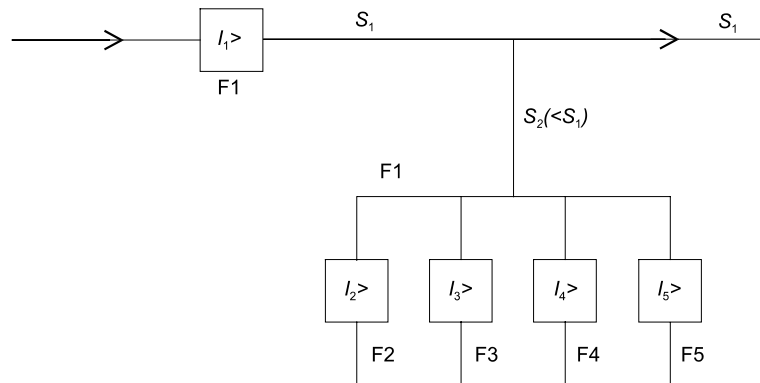 I₁>
S₁
S₁
F1
S₂(<S₁)
F1
I₂>
I₃>
I₄>
I₅>
F2
F3
F4
F5